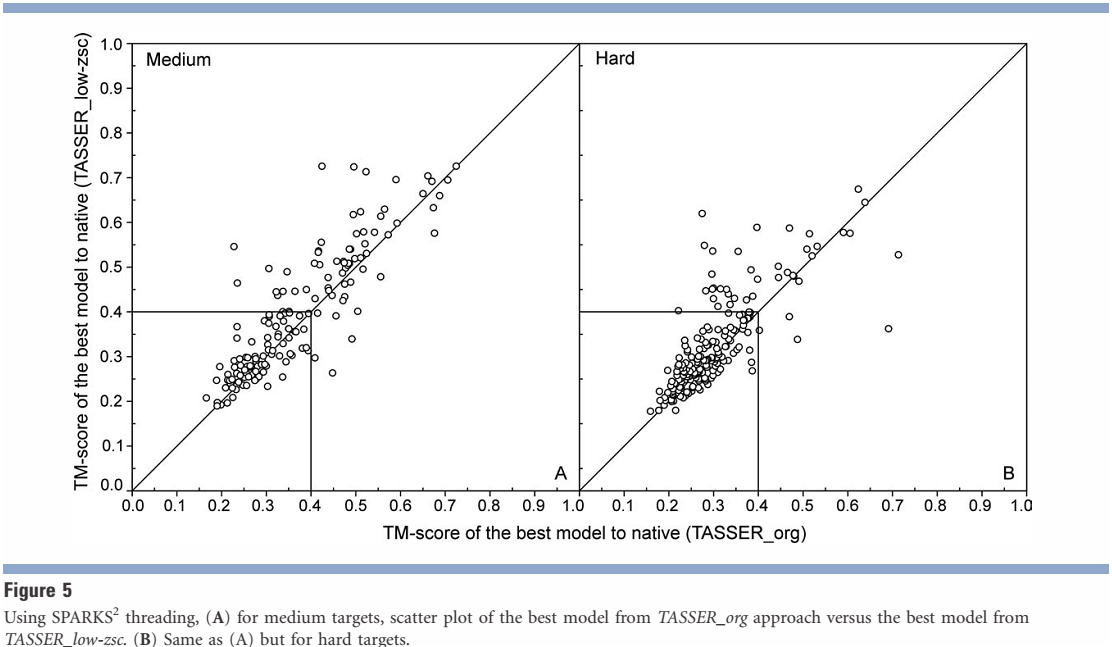 TM-score of the best model to native (TASSER_low-zsc)
1.0
0.9
0.8
0.7
0.6
0.5
0.4
0.3
0.2
0.1
0.0
Medium
Hard
A
B
0.0 0.1 0.2 0.3 0.4 0.5 0.6 0.7 0.8 0.9 1.0 0.1 0.2 0.3 0.4 0.5 0.6 0.7 0.8 0.9 1.0
TM-score of the best model to native (TASSER_org)
Figure 5
Using SPARKS² threading, (A) for medium targets, scatter plot of the best model from TASSER_org approach versus the best model from
TASSER_low-zsc. (B) Same as (A) but for hard targets.